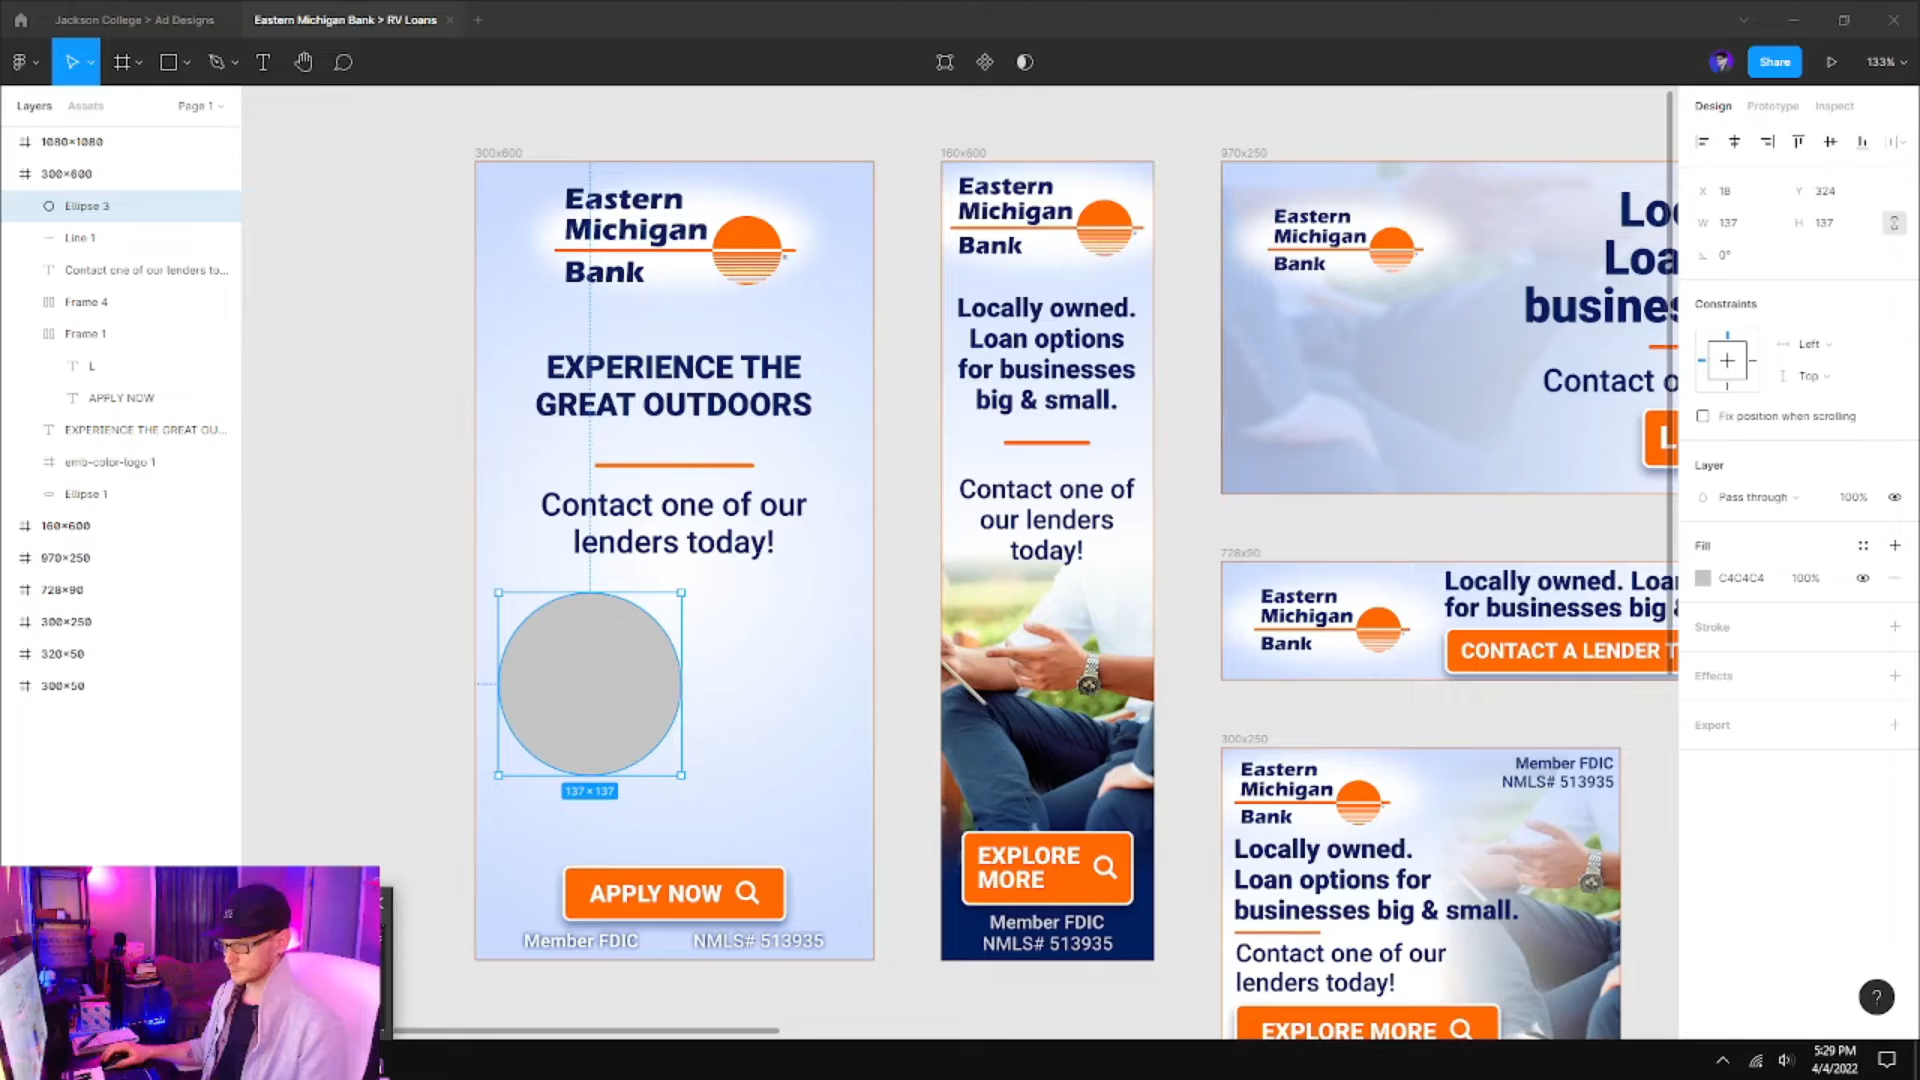 Jackson College > Ad Designs
Eastern Michigan Bank > RV Loans
Share
133%
Layers
Assets
Page 1
1080×1080
300×600
Ellipse 3
Line 1
Contact one of our lenders to...
Frame 4
Frame 1
L
APPLY NOW
EXPERIENCE THE GREAT OU...
emb-color-logo 1
Ellipse 1
160×600
970×250
728×90
300×250
320×50
300×50
300x600
Eastern
Michigan
Bank
EXPERIENCE THE
GREAT OUTDOORS
Contact one of our
lenders today!
137 × 137
APPLY NOW
Member FDIC
NMLS# 513935
160x600
Eastern
Michigan
Bank
Locally owned.
Loan options
for businesses
big & small.
Contact one of
our lenders
today!
EXPLORE
MORE
Member FDIC
NMLS# 513935
970x250
Eastern
Michigan
Bank
Loc
Loa
busines
Contact o
L
728x90
Eastern
Michigan
Bank
Locally owned. Loan
for businesses big &
CONTACT A LENDER T
300x250
Member FDIC
NMLS# 513935
Eastern
Michigan
Bank
Locally owned.
Loan options for
businesses big & small.
Contact one of our
lenders today!
EXPLORE MORE
Design
Prototype
Inspect
X 18
Y 324
W 137
H 137
0°
Constraints
Left
Top
Fix position when scrolling
Layer
Pass through
100%
Fill
C4C4C4
100%
Stroke
Effects
Export
?
5:29 PM
4/4/2022